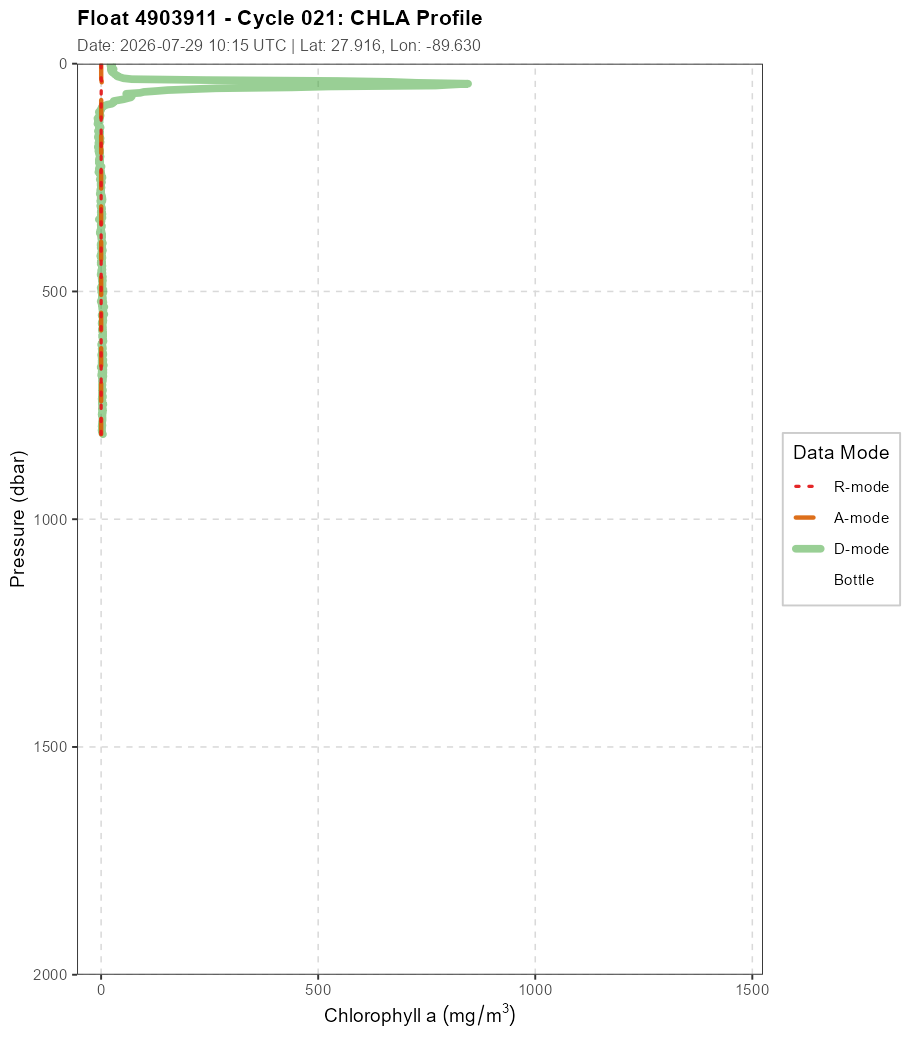 Float 4903911 - Cycle 021: CHLA Profile
Date: 2026-07-29 10:15 UTC | Lat: 27.916, Lon: -89.630
0
500
1000
1500
2000
Pressure (dbar)
0
500
1000
1500
Chlorophyll a (mg/m³)
Data Mode
R-mode
A-mode
D-mode
Bottle